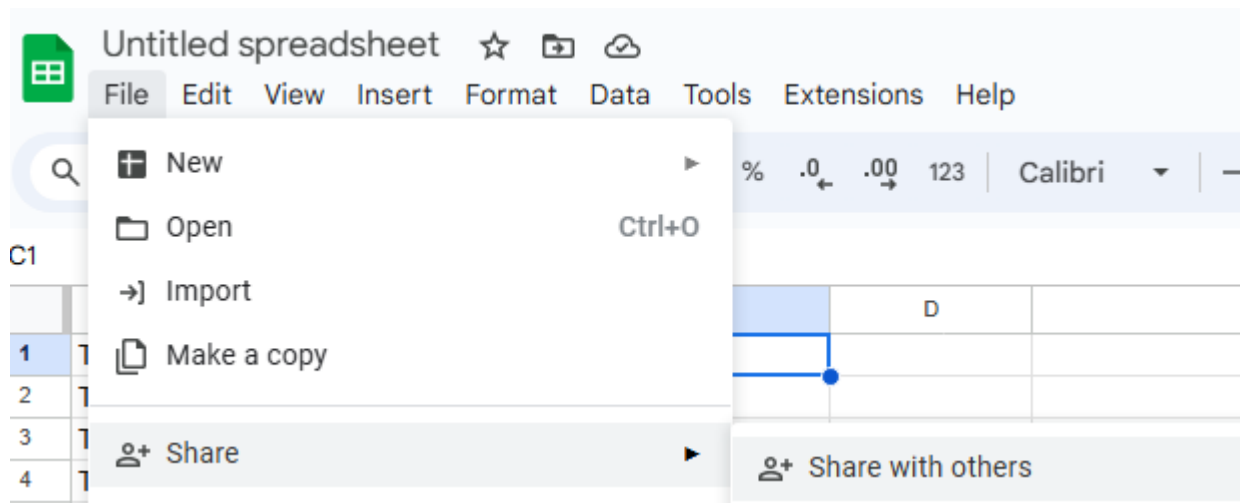 Untitled spreadsheet
File Edit View Insert Format Data Tools Extensions Help
New
% .0 .00 123 Calibri
Open Ctrl+O
C1
Import
D
1 T
Make a copy
2 T
3 T
Share
Share with others
4 T